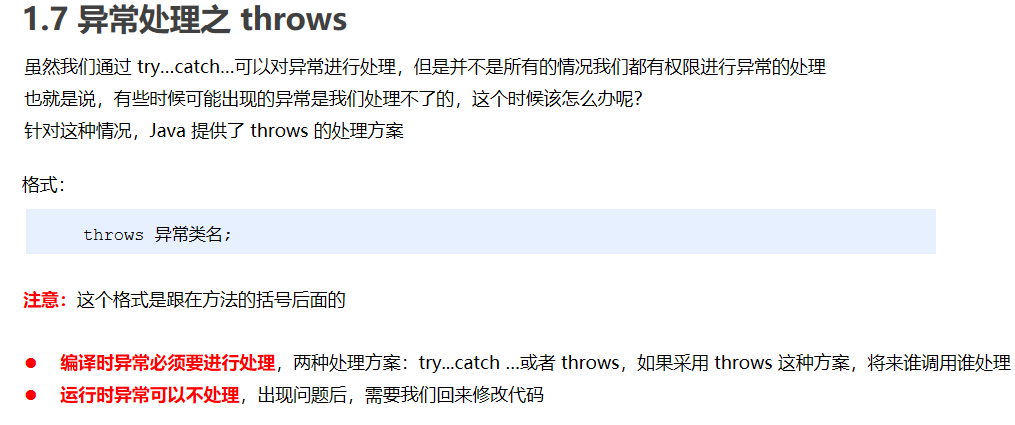 1.7 异常处理之 throws
虽然我们通过 try...catch...可以对异常进行处理，但是并不是所有的情况我们都有权限进行异常的处理
也就是说，有些时候可能出现的异常是我们处理不了的，这个时候该怎么办呢？
针对这种情况，Java 提供了 throws 的处理方案
格式：
throws 异常类名;
注意：这个格式是跟在方法的括号后面的
● 编译时异常必须要进行处理，两种处理方案：try...catch ...或者 throws，如果采用 throws 这种方案，将来谁调用谁处理
● 运行时异常可以不处理，出现问题后，需要我们回来修改代码